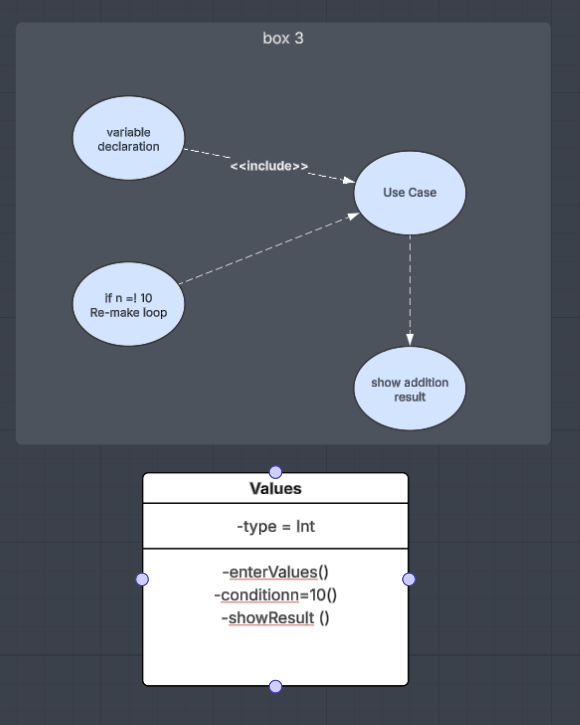 box 3
variable
declaration
<<include>>
Use Case
if n =! 10
Re-make loop
show addition
result
Values
-type = Int
-enterValues()
-conditionn=10()
-showResult ()